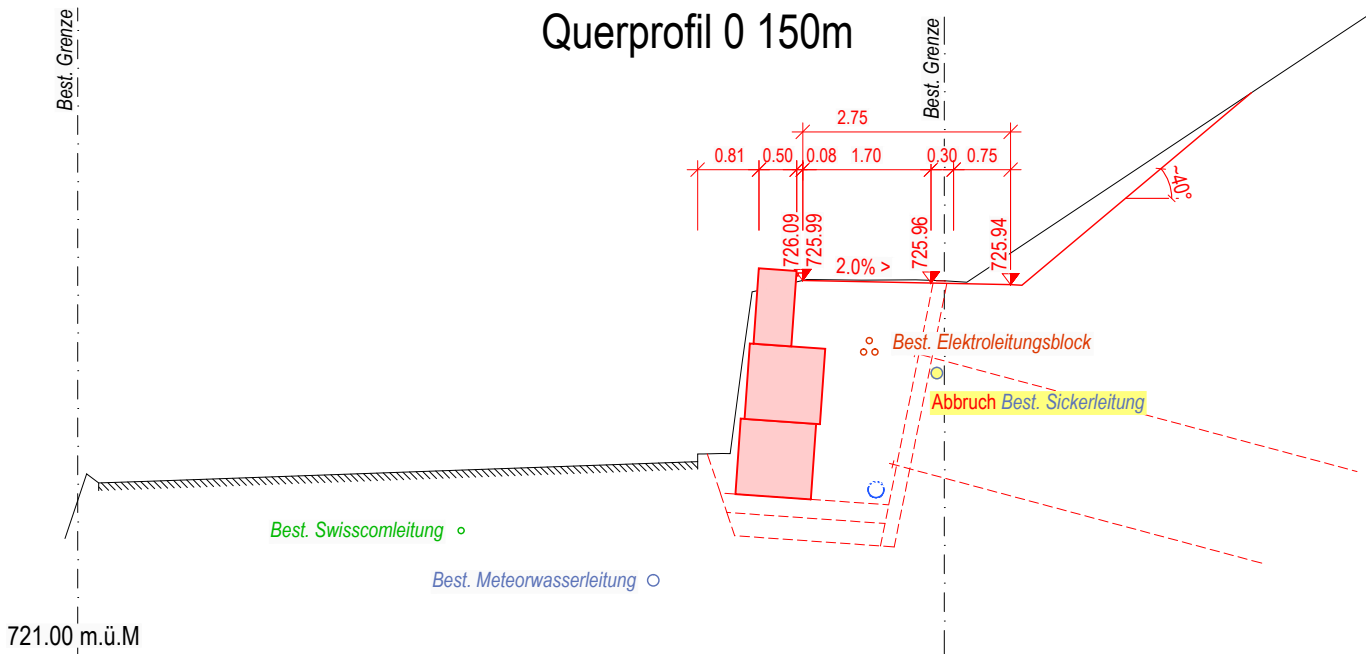 Querprofil 0 150m
Best. Grenze
Best. Grenze
2.75
0.81 0.50 0.08 1.70 0.30 0.75
~40°
726.09
725.99
725.96
725.94
2.0% >
Best. Elektroleitungsblock
Abbruch Best. Sickerleitung
Best. Swisscomleitung
Best. Meteorwasserleitung
721.00 m.ü.M